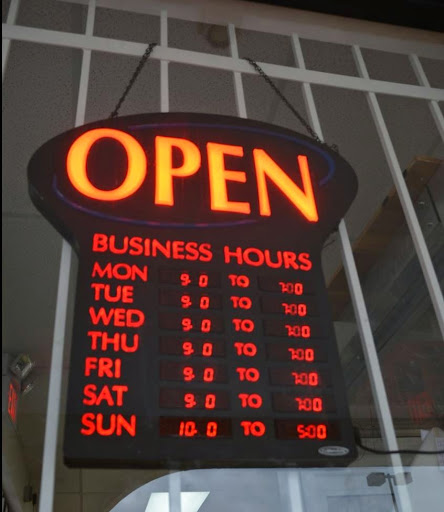 OPEN
BUSINESS HOURS
MON 9:0 TO 7:00
TUE 9:0 TO 7:00
WED 9:0 TO 7:00
THU 9:0 TO 7:00
FRI 9:0 TO 7:00
SAT 9:0 TO 7:00
SUN 10:0 TO 5:00